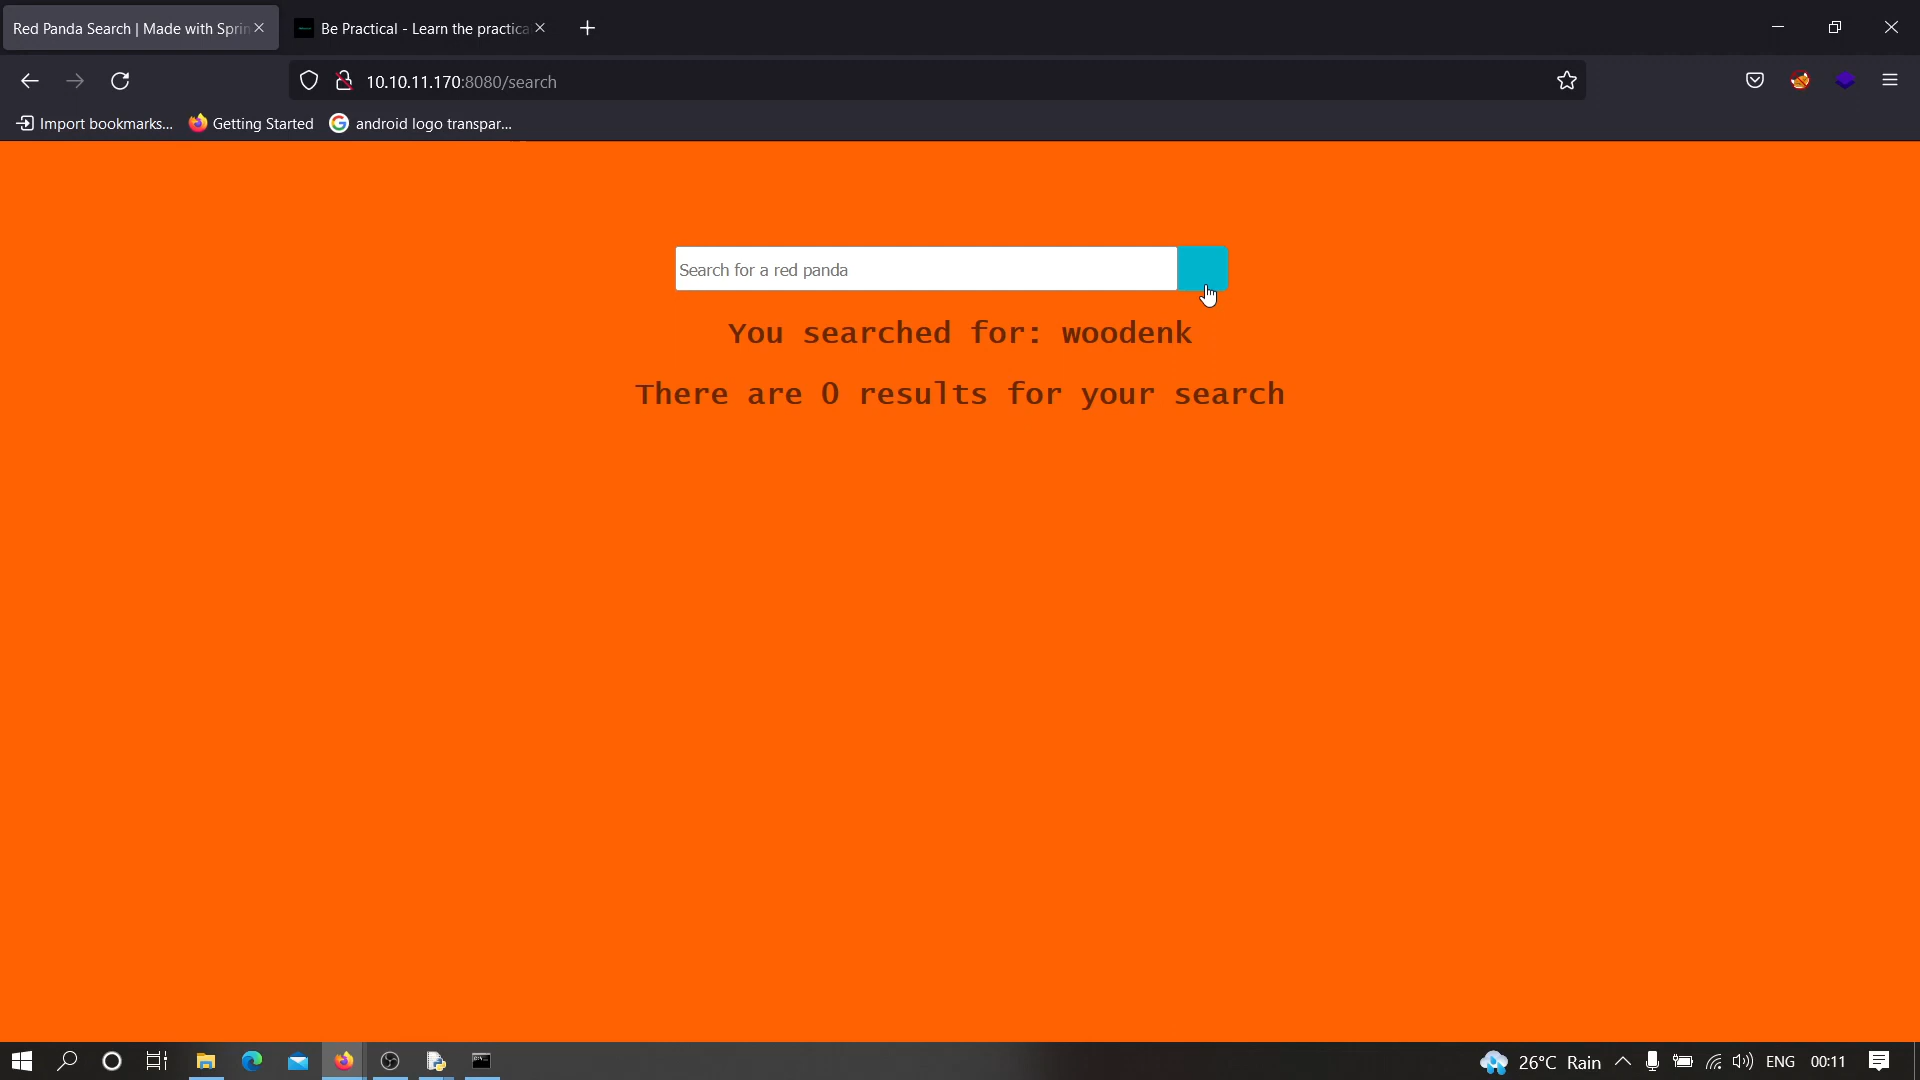 Red Panda Search | Made with Sprin
Be Practical - Learn the practica
10.10.11.170:8080/search
Import bookmarks...
Getting Started
android logo transpar...
Search for a red panda
You searched for: woodenk
There are 0 results for your search
26°C Rain
ENG
00:11